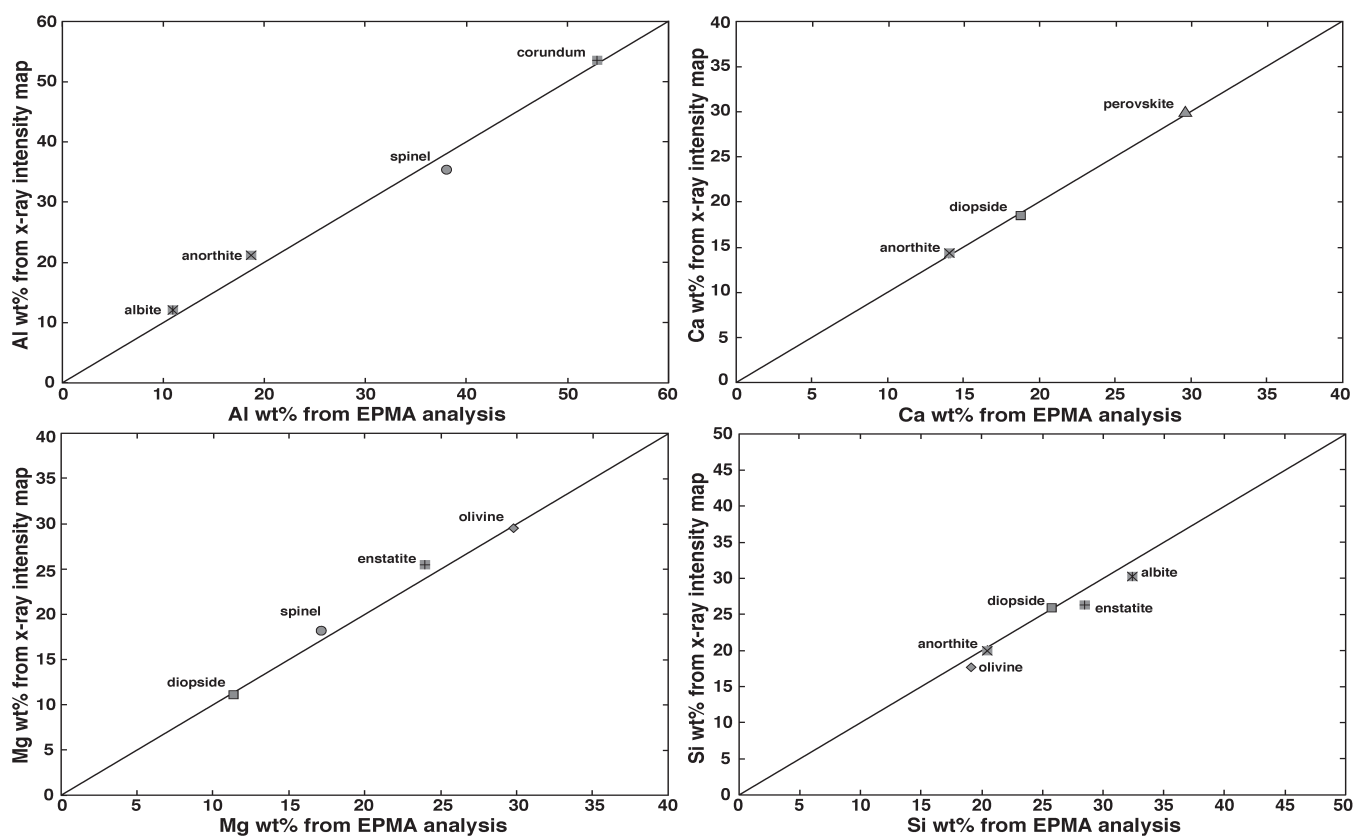 60
50
40
30
20
10
0
Al wt% from x-ray intensity map
corundum
spinel
anorthite
albite
0 10 20 30 40 50 60
Al wt% from EPMA analysis
40
35
30
25
20
15
10
5
0
Ca wt% from x-ray intensity map
perovskite
diopside
anorthite
0 5 10 15 20 25 30 35 40
Ca wt% from EPMA analysis
40
35
30
25
20
15
10
5
0
Mg wt% from x-ray intensity map
olivine
enstatite
spinel
diopside
0 5 10 15 20 25 30 35 40
Mg wt% from EPMA analysis
50
45
40
35
30
25
20
15
10
5
0
Si wt% from x-ray intensity map
albite
diopside
enstatite
anorthite
olivine
0 5 10 15 20 25 30 35 40 45 50
Si wt% from EPMA analysis